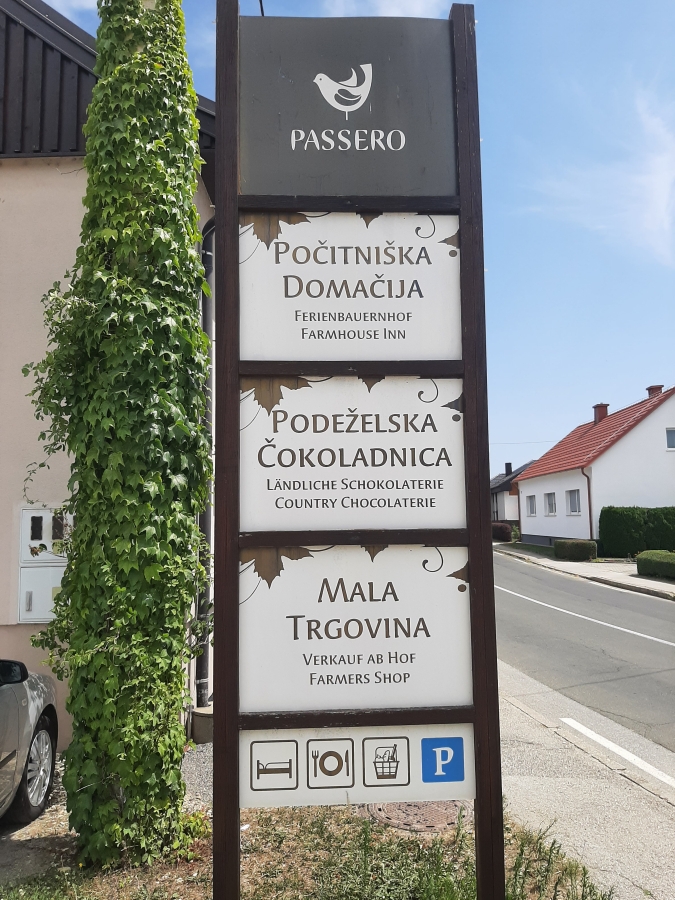 PASSERO
POČITNIŠKA
DOMAČIJA
FERIENBAUERNHOF
FARMHOUSE INN
PODEŽELSKA
ČOKOLADNICA
LÄNDLICHE SCHOKOLATERIE
COUNTRY CHOCOLATERIE
MALA
TRGOVINA
VERKAUF AB HOF
FARMERS SHOP
P